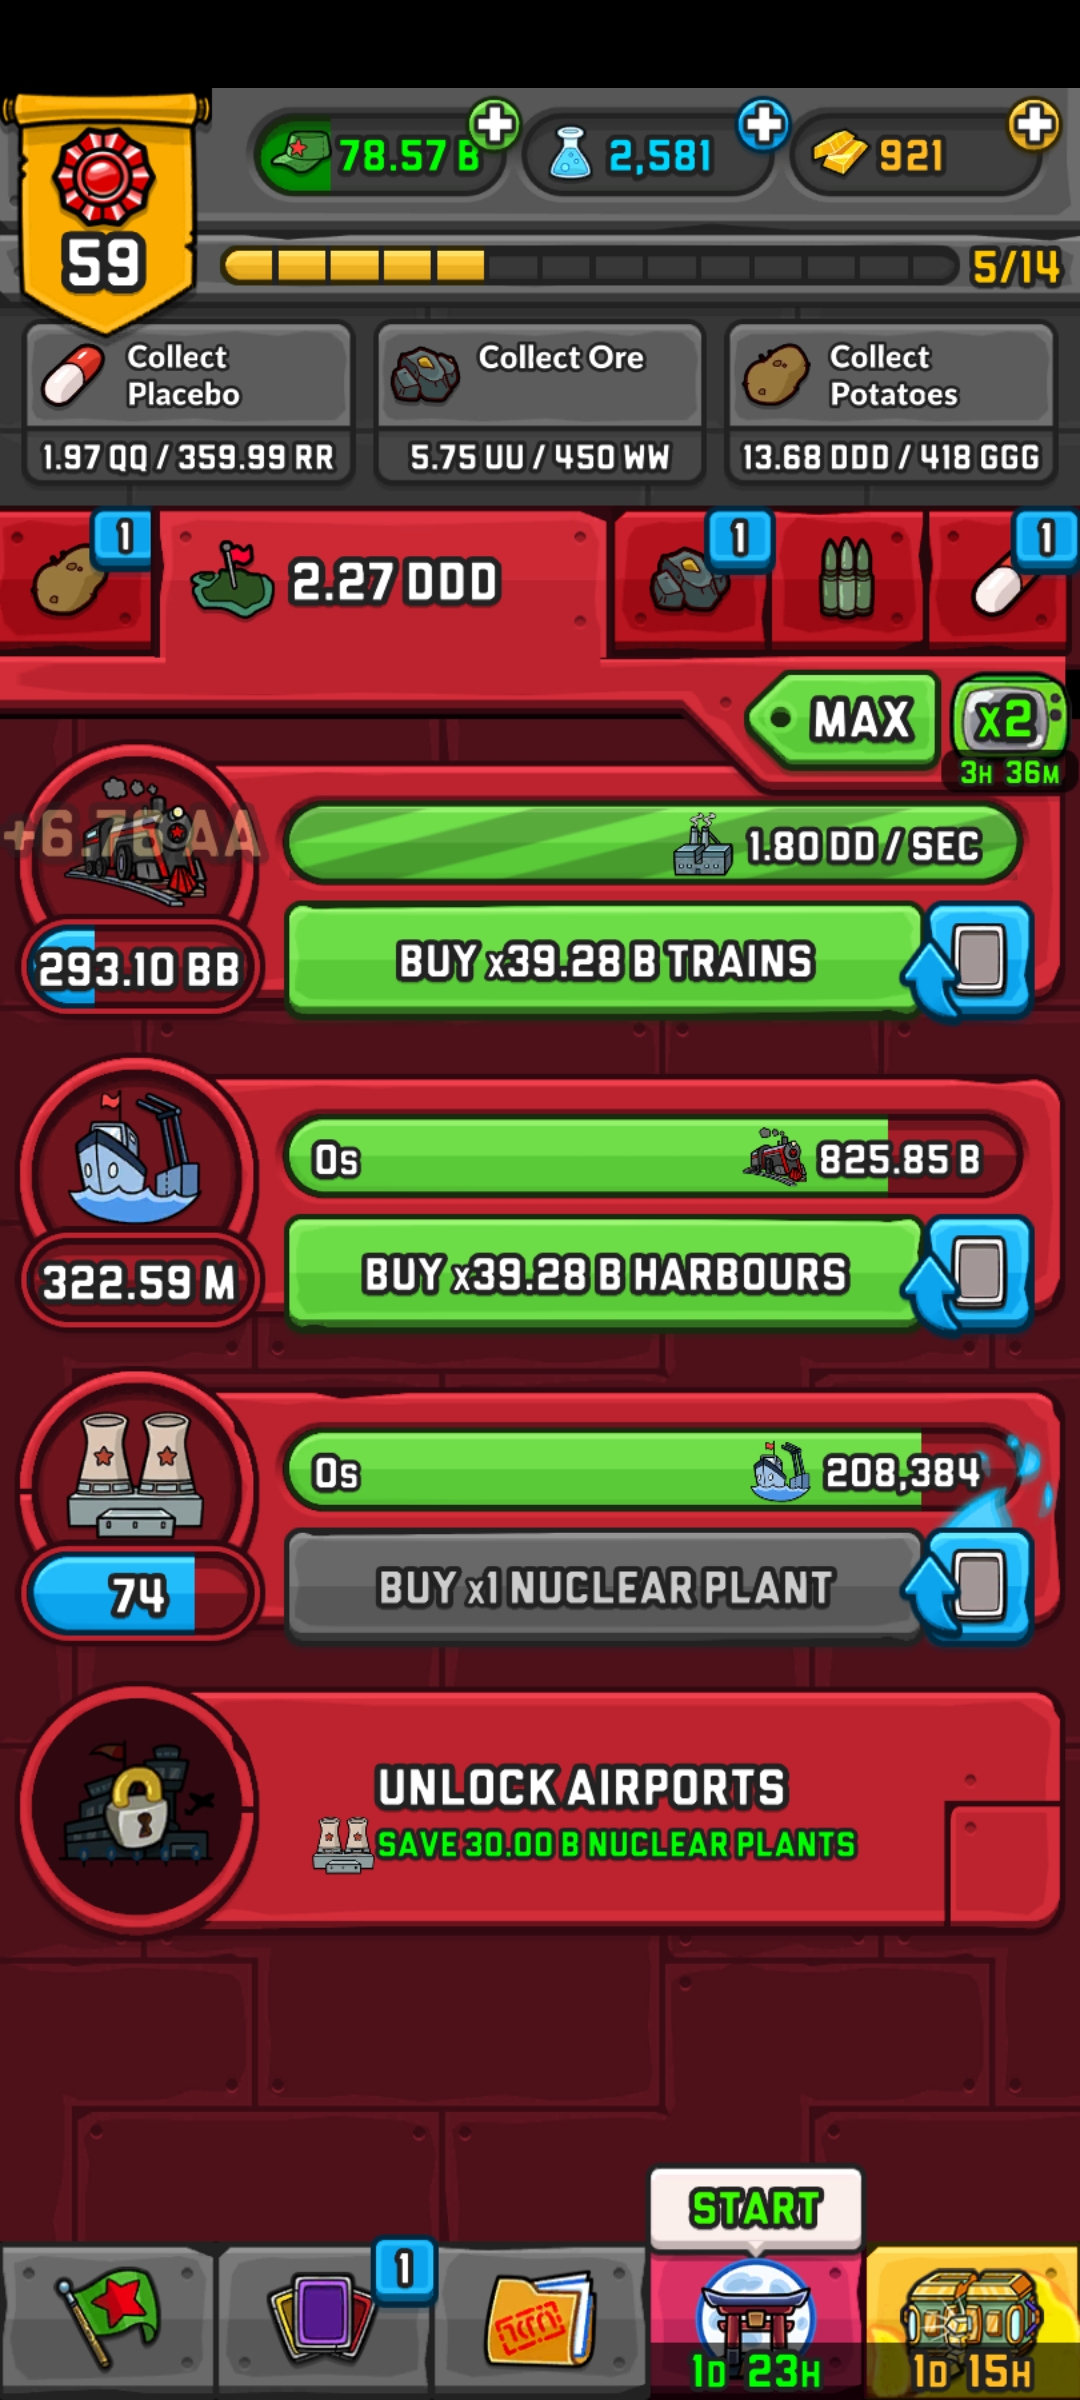 59
78.57 B
2,581
921
5/14
Collect
Placebo
1.97 QQ / 359.99 RR
Collect Ore
5.75 UU / 450 WW
Collect
Potatoes
13.68 DDD / 418 GGG
1
2.27 DDD
1
1
MAX
x2
3H 36M
+6.76 AA
1.80 DD / SEC
293.10 BB
BUY x39.28 B TRAINS
0s
825.85 B
322.59 M
BUY x39.28 B HARBOURS
0s
208,384
74
BUY x1 NUCLEAR PLANT
UNLOCK AIRPORTS
SAVE 30.00 B NUCLEAR PLANTS
START
1
1D 23H
1D 15H